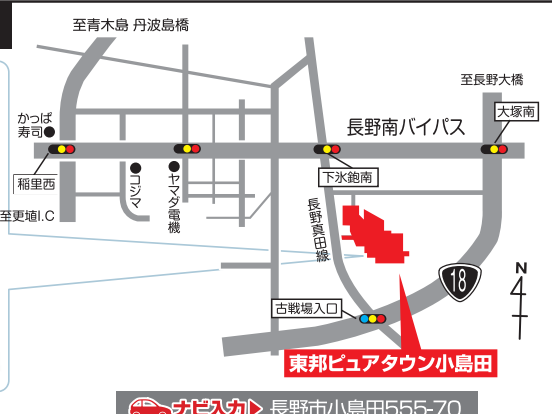 至青木島 丹波島橋
至長野大橋
かっぱ
寿司
長野南バイパス
大塚南
稲里西
コジマ
ヤマダ電機
下氷鉋南
至更埴I.C
長野真田線
18
N
4
古戦場入口
東邦ピュアタウン小島田
ナビ入力 長野市小島田555-70